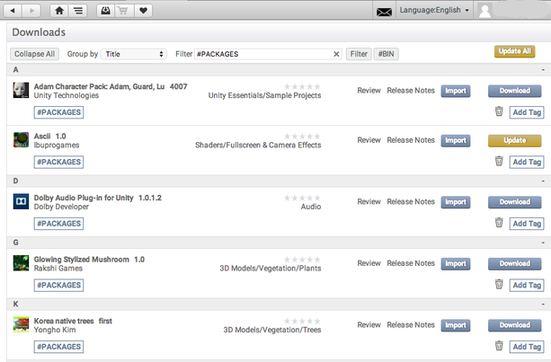 Language:English
Downloads
Collapse All Group by Title Filter #PACKAGES Filter #BIN Update All
A
Adam Character Pack: Adam, Guard, Lu 4007
Unity Technologies Unity Essentials/Sample Projects Review Release Notes Import Download
#PACKAGES Add Tag
Ascii 1.0
Ibuprogames Shaders/Fullscreen & Camera Effects Review Release Notes Import Update
#PACKAGES Add Tag
D
Dolby Audio Plug-in for Unity 1.0.1.2
Dolby Developer Audio Review Release Notes Import Download
#PACKAGES Add Tag
G
Glowing Stylized Mushroom 1.0
Rakshi Games 3D Models/Vegetation/Plants Review Release Notes Import Download
#PACKAGES Add Tag
K
Korea native trees first
Yongho Kim 3D Models/Vegetation/Trees Review Release Notes Import Download
#PACKAGES Add Tag